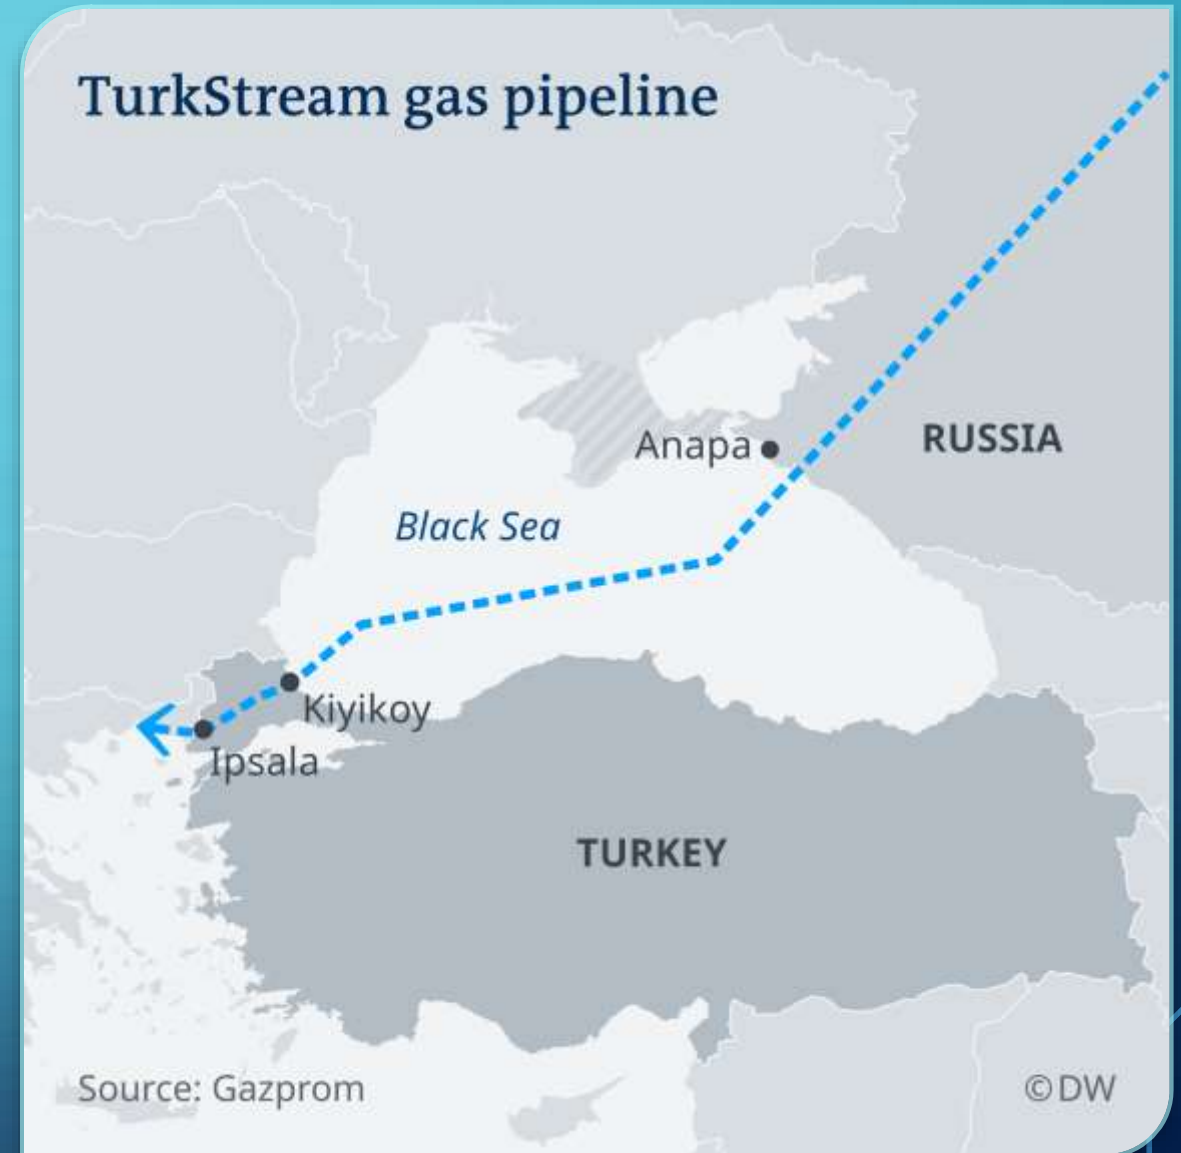 TurkStream gas pipeline
RUSSIA
Anapa
Black Sea
Kiyikoy
Ipsala
TURKEY
Source: Gazprom
©DW